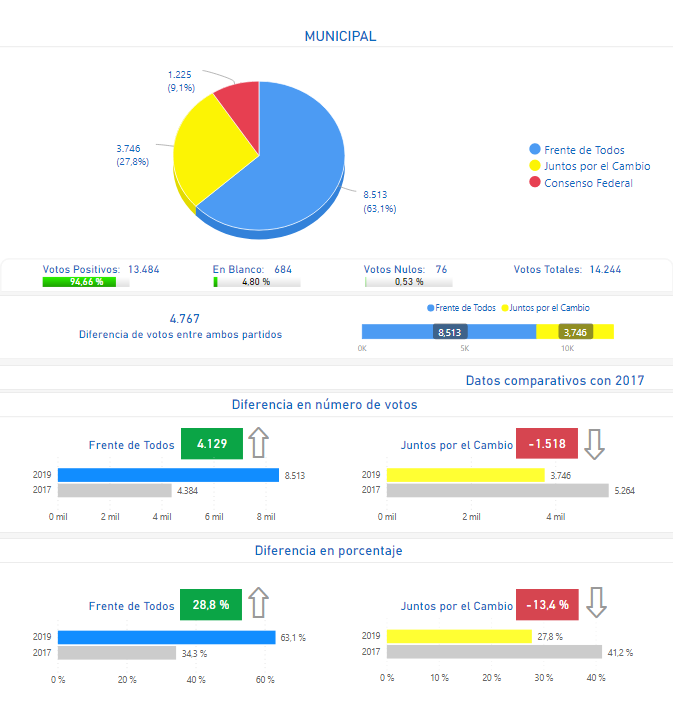 MUNICIPAL
1.225
(9,1%)
3.746
(27,8%)
8.513
(63,1%)
Frente de Todos
Juntos por el Cambio
Consenso Federal
Votos Positivos: 13.484
94,66 %
En Blanco: 684
4,80 %
Votos Nulos: 76
0,53 %
Votos Totales: 14.244
4.767
Diferencia de votos entre ambos partidos
Frente de Todos Juntos por el Cambio
8,513 3,746
0K 5K 10K
Datos comparativos con 2017
Diferencia en número de votos
Frente de Todos 4.129
2019 8.513
2017 4.384
0 mil 2 mil 4 mil 6 mil 8 mil
Juntos por el Cambio -1.518
2019 3.746
2017 5.264
0 mil 2 mil 4 mil
Diferencia en porcentaje
Frente de Todos 28,8 %
2019 63,1 %
2017 34,3 %
0 % 20 % 40 % 60 %
Juntos por el Cambio -13,4 %
2019 27,8 %
2017 41,2 %
0 % 10 % 20 % 30 % 40 %